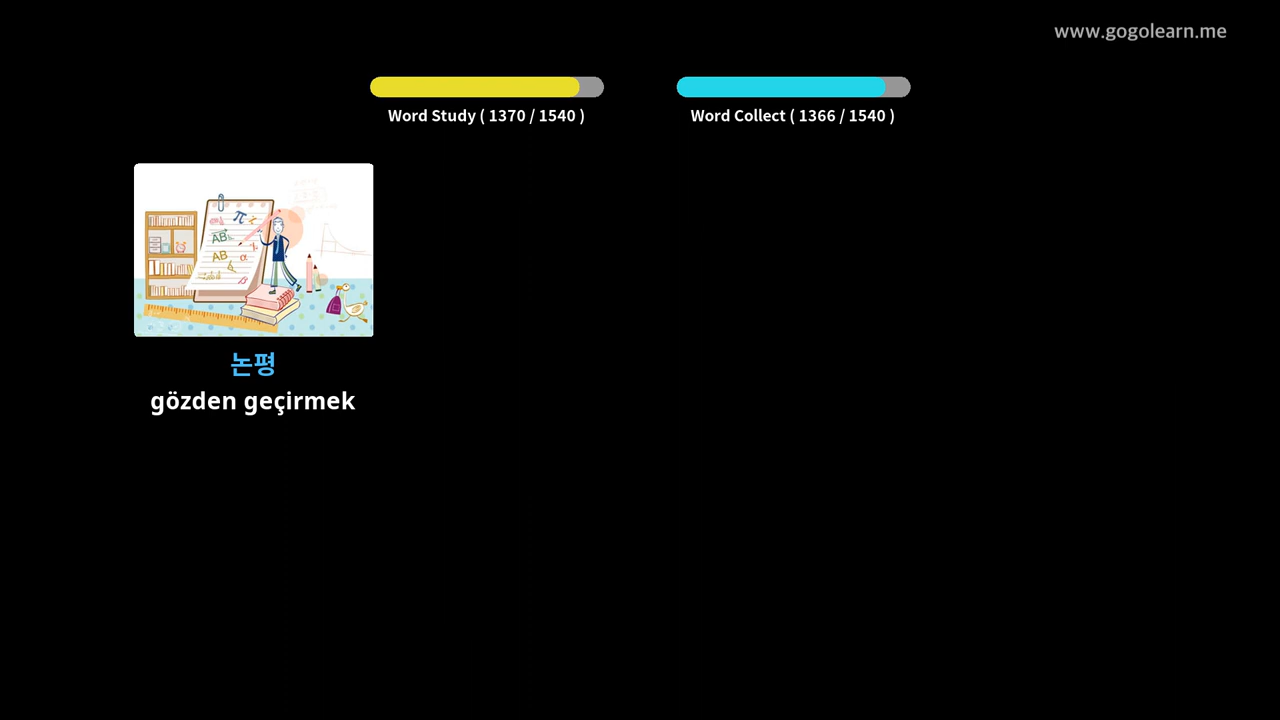 www.gogolearn.me
Word Study ( 1370 / 1540 )
Word Collect ( 1366 / 1540 )
논평
gözden geçirmek